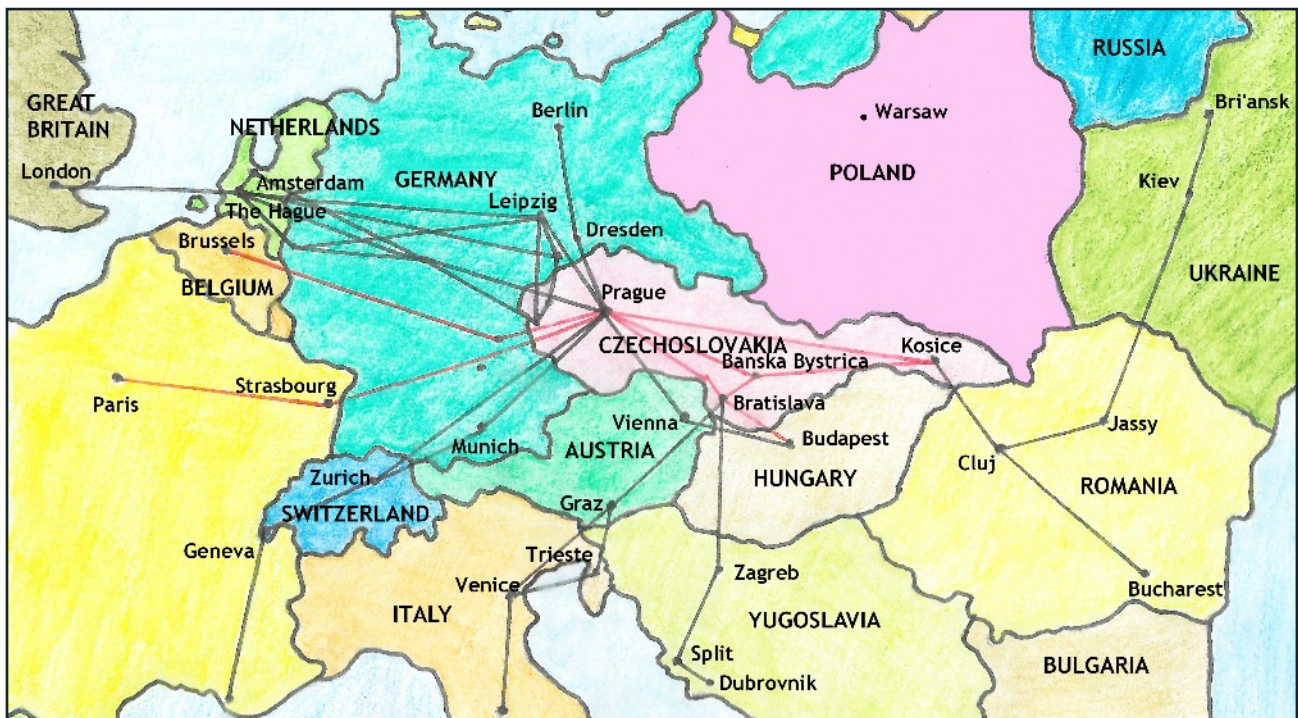 RUSSIA
GREAT
BRITAIN
Berlin
Bri'ansk
Warsaw
NETHERLANDS
London
Amsterdam
GERMANY
POLAND
Kiev
Leipzig
The Hague
Dresden
Brussels
UKRAINE
BELGIUM
Prague
CZECHOSLOVAKIA
Kosice
Banska Bystrica
Strasbourg
Paris
Bratislava
Vienna
Jassy
Munich
AUSTRIA
Budapest
Cluj
Zurich
HUNGARY
ROMANIA
Graz
SWITZERLAND
Geneva
Trieste
Zagreb
Venice
Bucharest
ITALY
YUGOSLAVIA
Split
BULGARIA
Dubrovnik